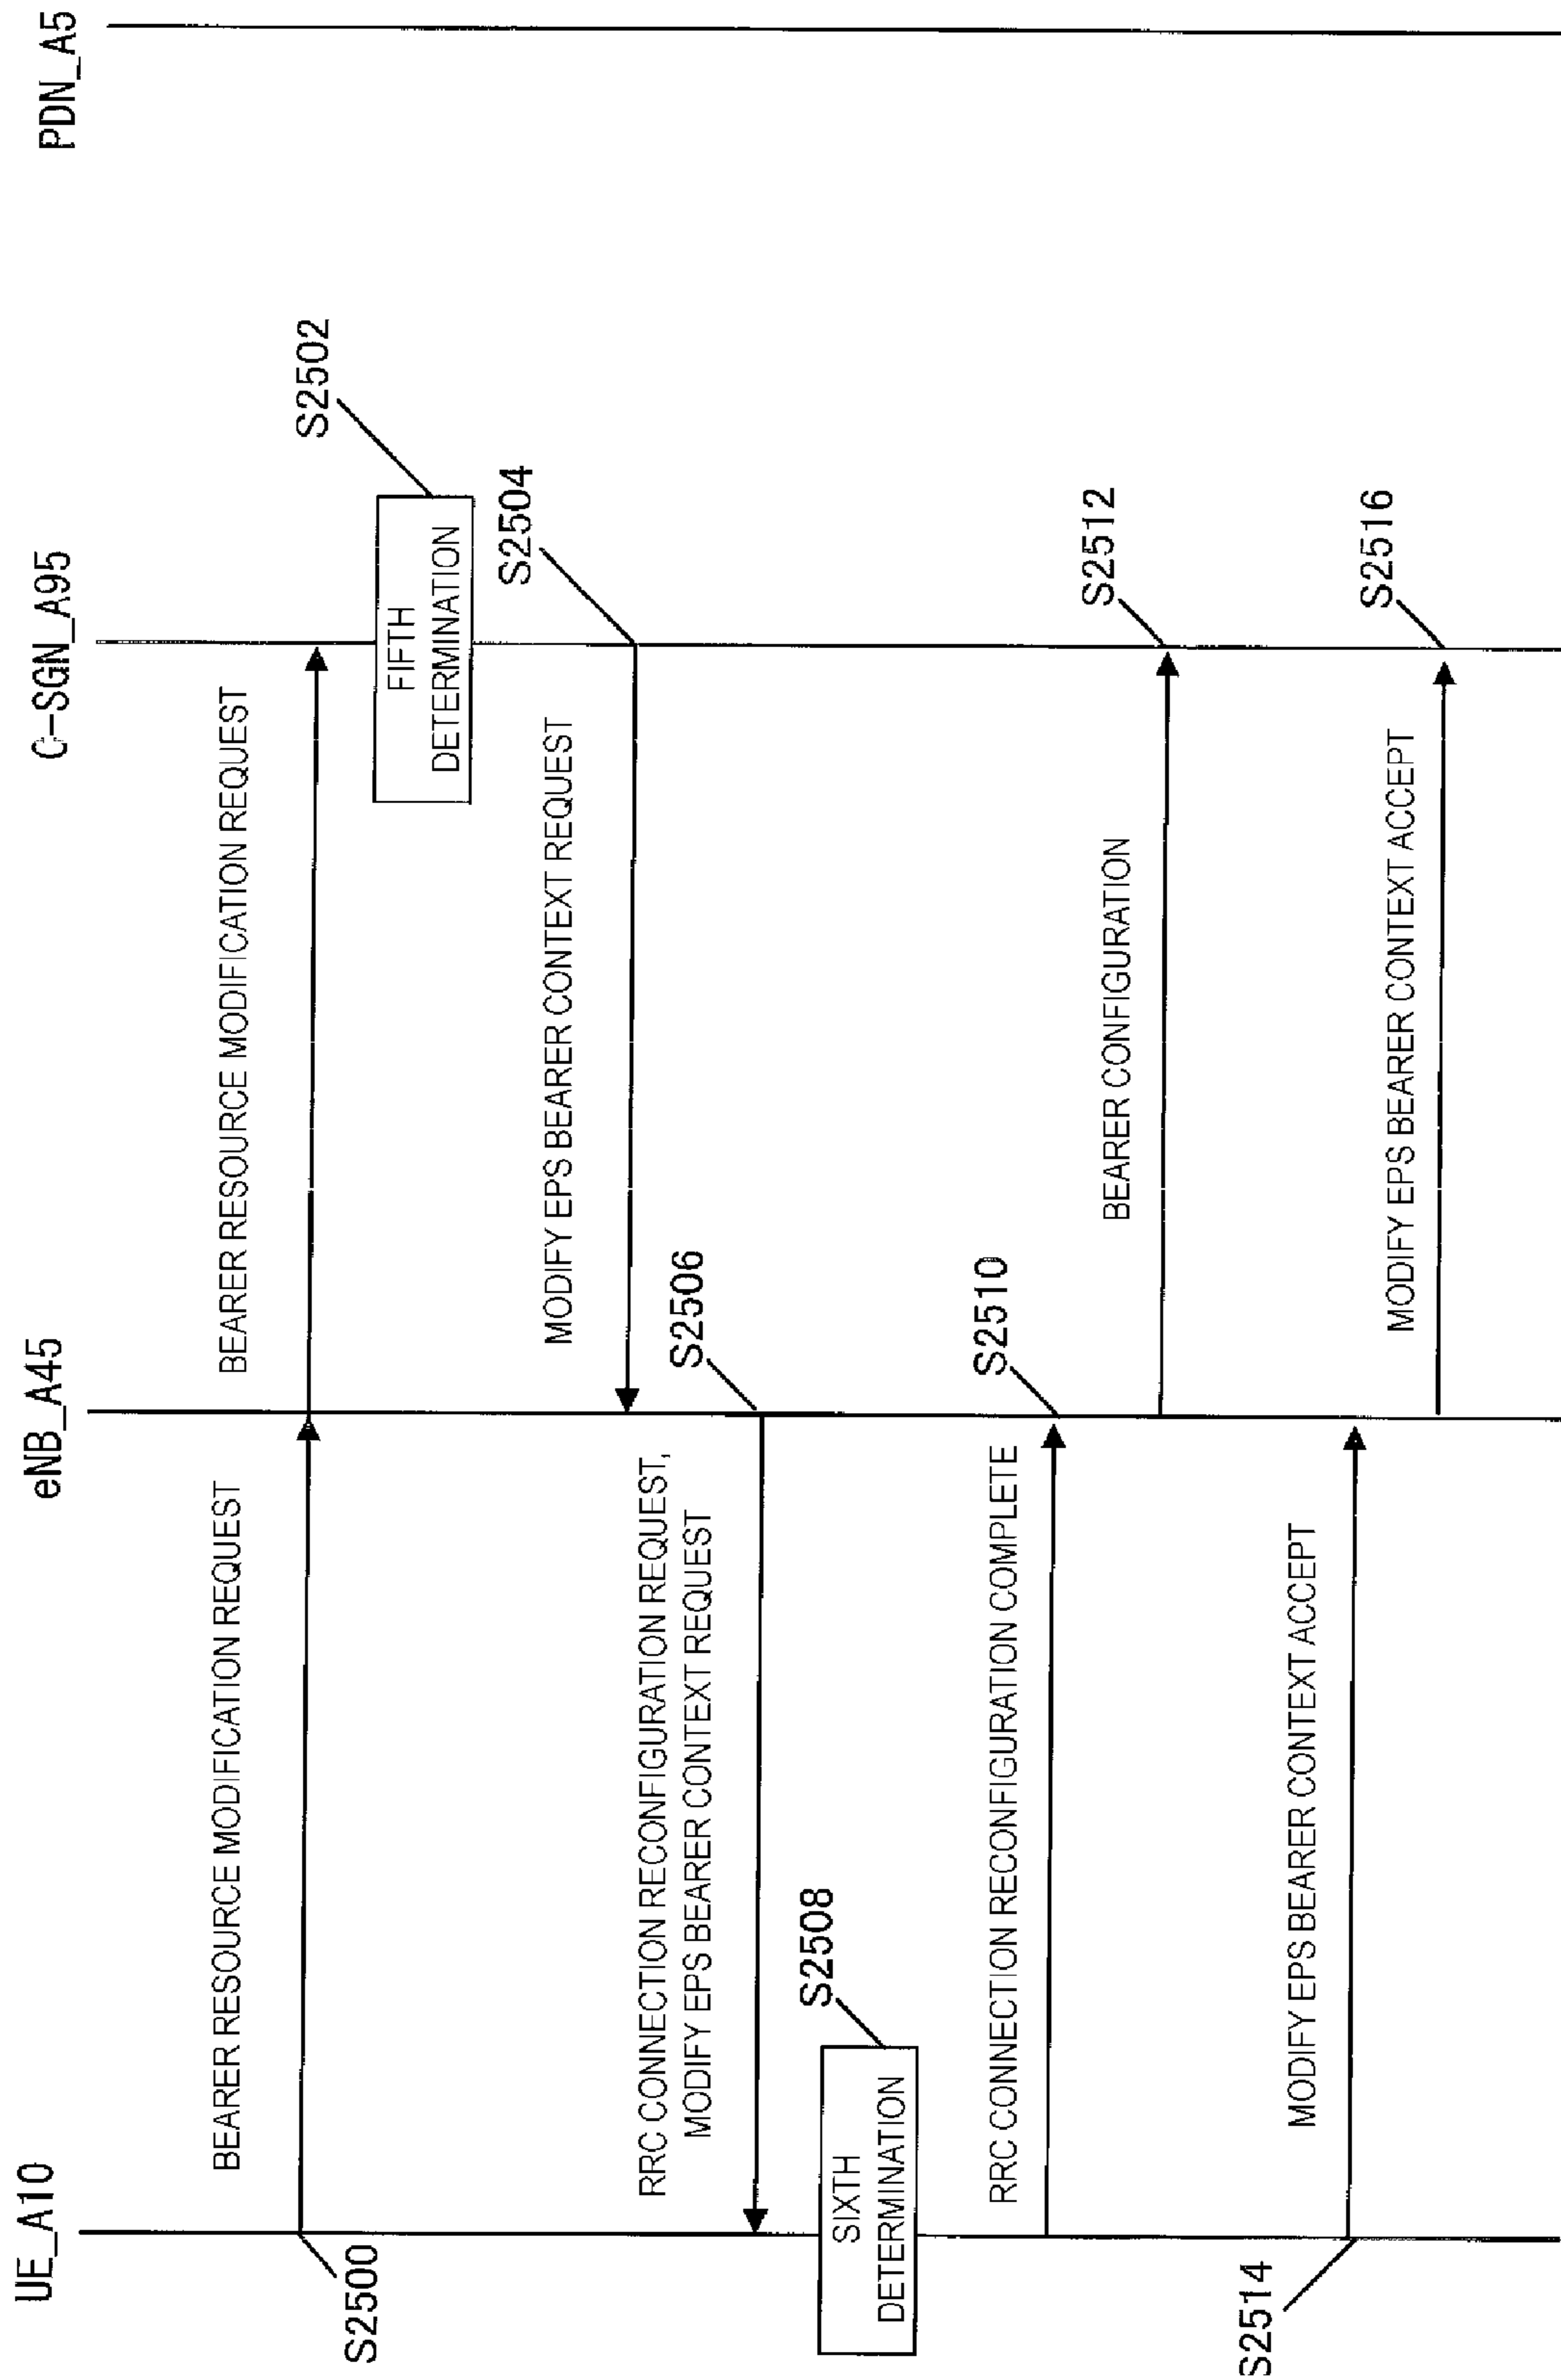 UE_A10
eNB_A45
C-SGN_A95
PDN_A5
BEARER RESOURCE MODIFICATION REQUEST
BEARER RESOURCE MODIFICATION REQUEST
S2500
S2502
FIFTH
DETERMINATION
S2504
MODIFY EPS BEARER CONTEXT REQUEST
S2506
RRC CONNECTION RECONFIGURATION REQUEST,
MODIFY EPS BEARER CONTEXT REQUEST
S2508
SIXTH
DETERMINATION
S2510
RRC CONNECTION RECONFIGURATION COMPLETE
S2512
BEARER CONFIGURATION
MODIFY EPS BEARER CONTEXT ACCEPT
S2514
S2516
MODIFY EPS BEARER CONTEXT ACCEPT